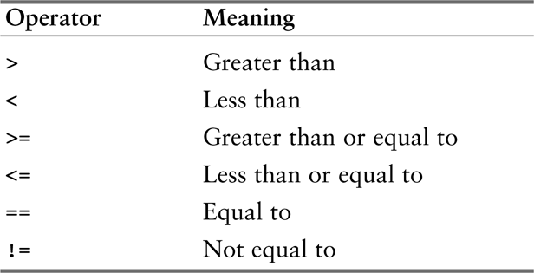 Operator Meaning
> Greater than
< Less than
>= Greater than or equal to
<= Less than or equal to
== Equal to
!= Not equal to